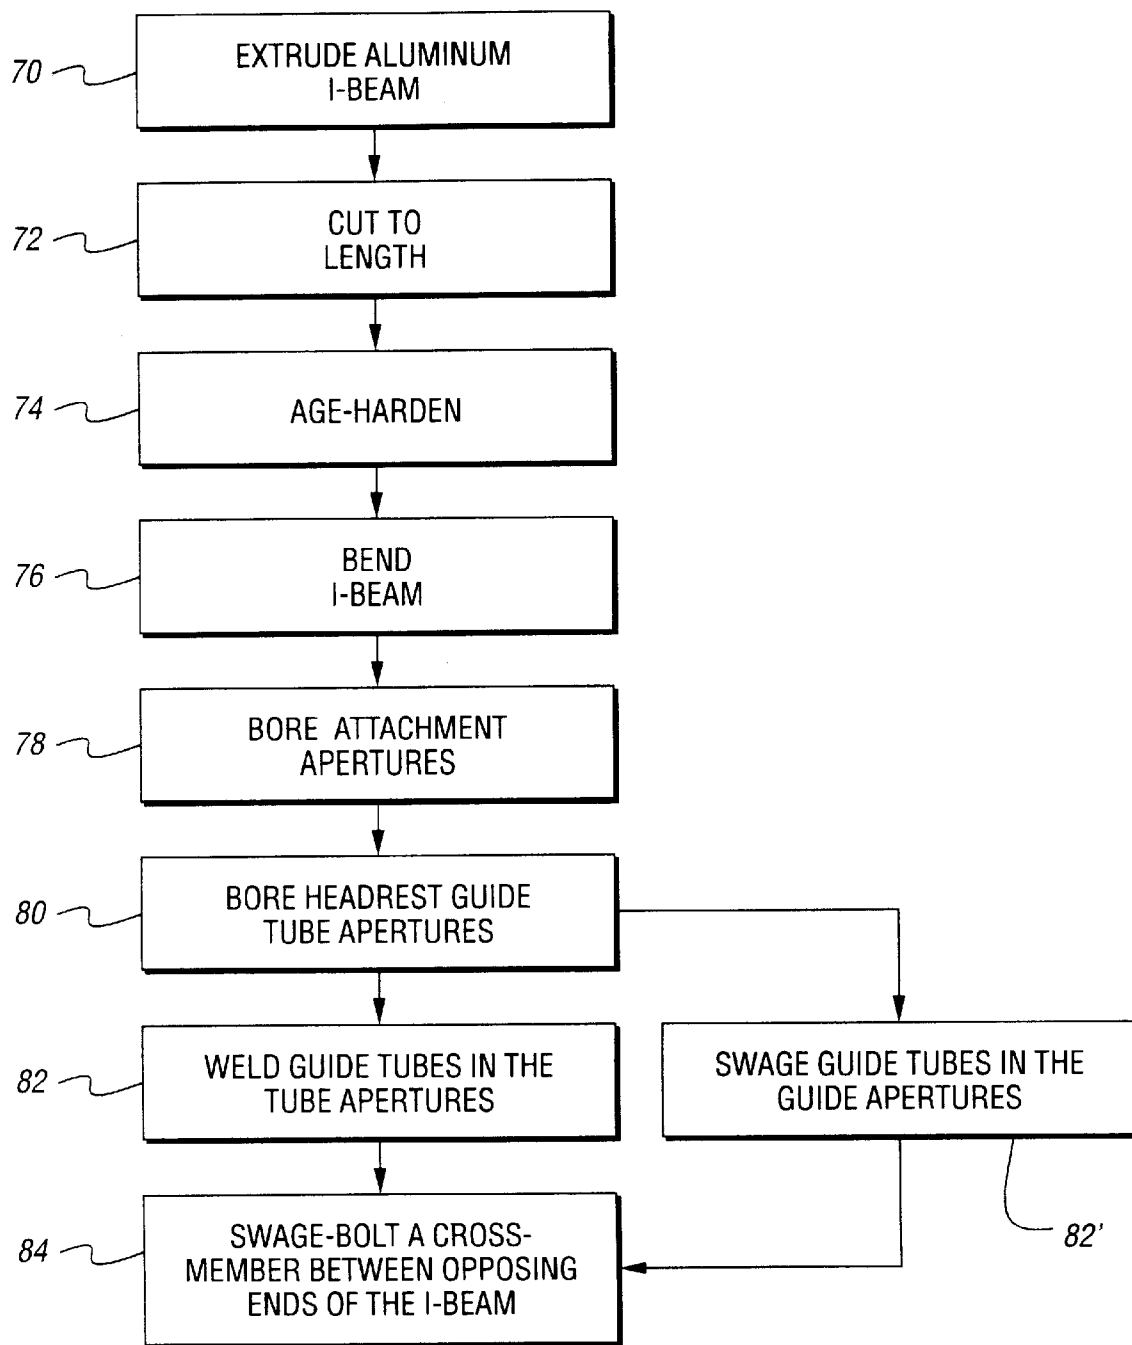 70
EXTRUDE ALUMINUM
I-BEAM
72
CUT TO
LENGTH
74
AGE-HARDEN
76
BEND
I-BEAM
78
BORE ATTACHMENT
APERTURES
80
BORE HEADREST GUIDE
TUBE APERTURES
82
WELD GUIDE TUBES IN THE
TUBE APERTURES
SWAGE GUIDE TUBES IN THE
GUIDE APERTURES
82'
84
SWAGE-BOLT A CROSS-
MEMBER BETWEEN OPPOSING
ENDS OF THE I-BEAM